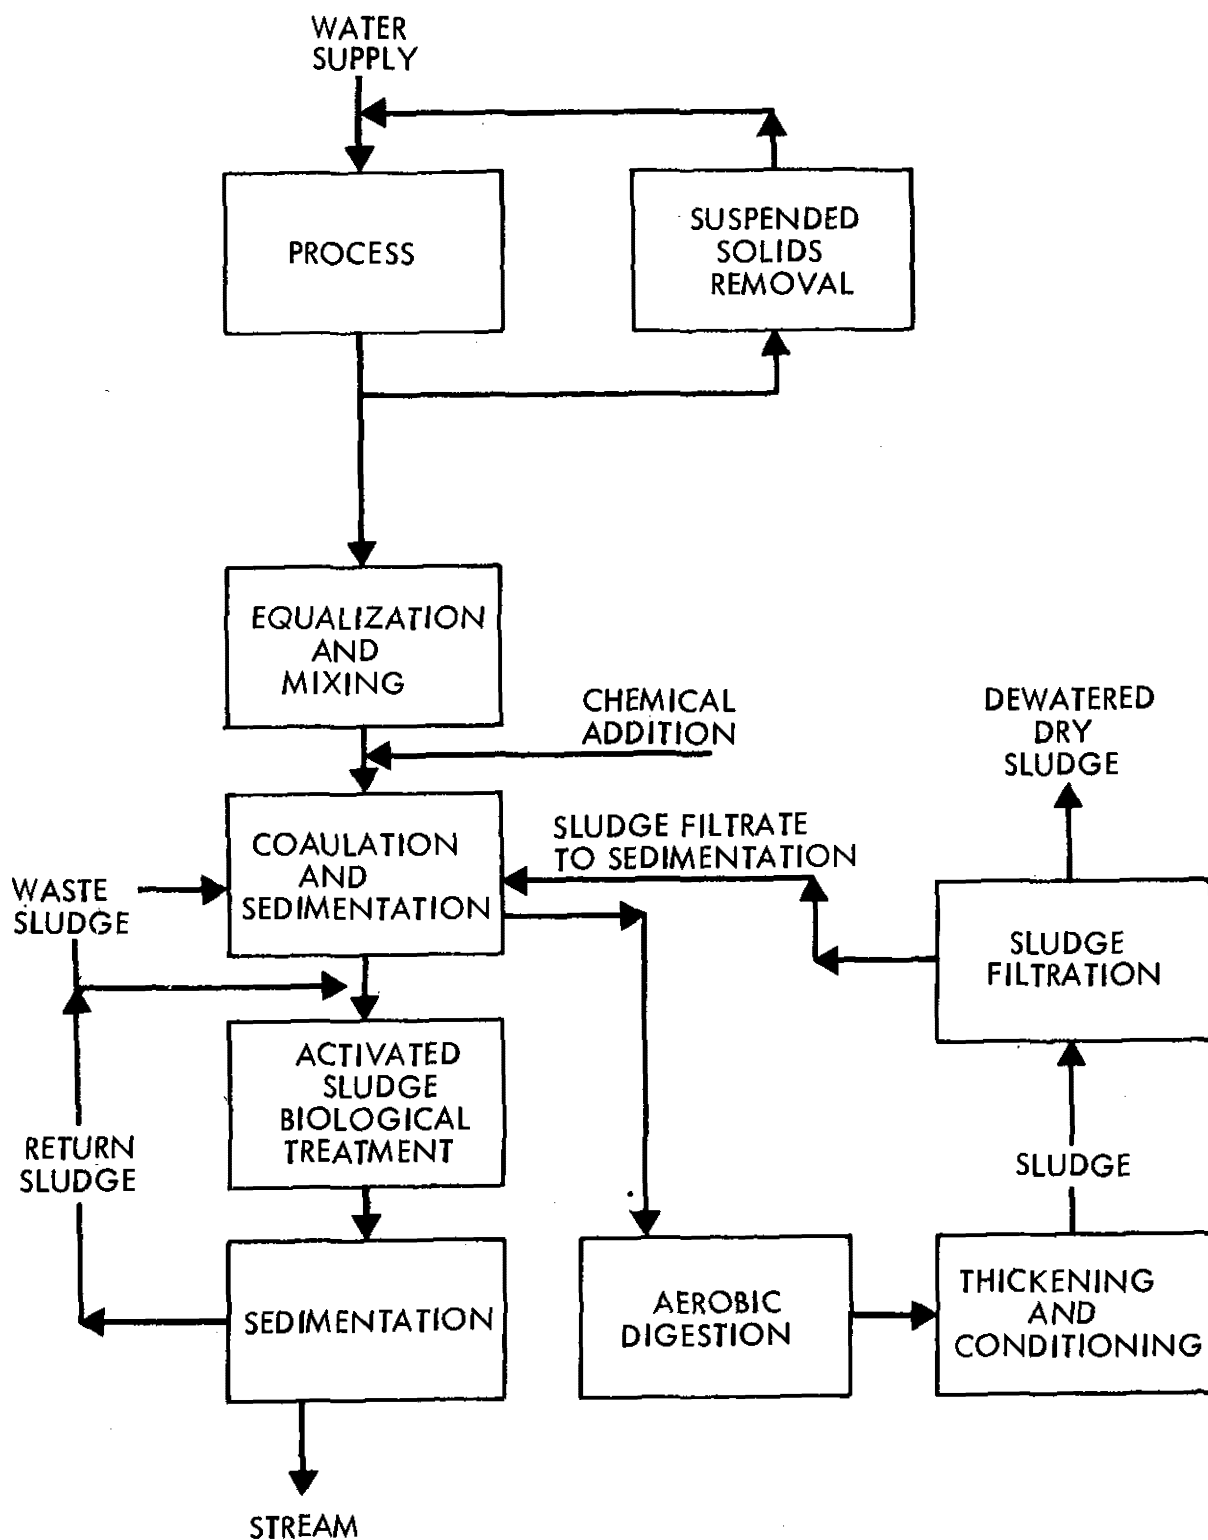 WATER
SUPPLY
PROCESS
SUSPENDED
SOLIDS
REMOVAL
EQUALIZATION
AND
MIXING
CHEMICAL
ADDITION
DEWATERED
DRY
SLUDGE
COAULATION
AND
SEDIMENTATION
SLUDGE FILTRATE
TO SEDIMENTATION
WASTE
SLUDGE
SLUDGE
FILTRATION
ACTIVATED
SLUDGE
BIOLOGICAL
TREATMENT
RETURN
SLUDGE
SLUDGE
SEDIMENTATION
AEROBIC
DIGESTION
THICKENING
AND
CONDITIONING
STREAM